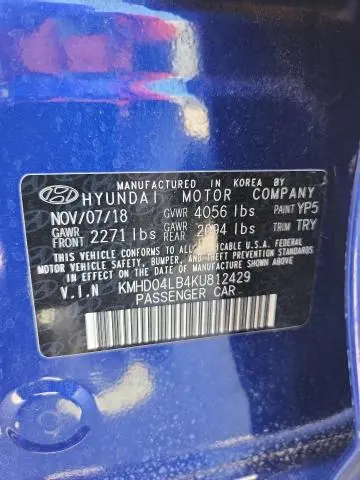 MANUFACTURED IN KOREA BY
HYUNDAI MOTOR COMPANY
NOV/07/18 GVWR 4056 lbs PAINT YP5
GAWR FRONT 2271 lbs GAWR REAR 2094 lbs TRIM TRY
THIS VEHICLE CONFORMS TO ALL APPLICABLE U.S.A. FEDERAL
MOTOR VEHICLE SAFETY, BUMPER, AND THEFT PREVENTION STANDARDS
IN EFFECT ON THE DATE OF MANUFACTURE SHOWN ABOVE.
V.I.N KMHD04LB4KU812429
PASSENGER CAR